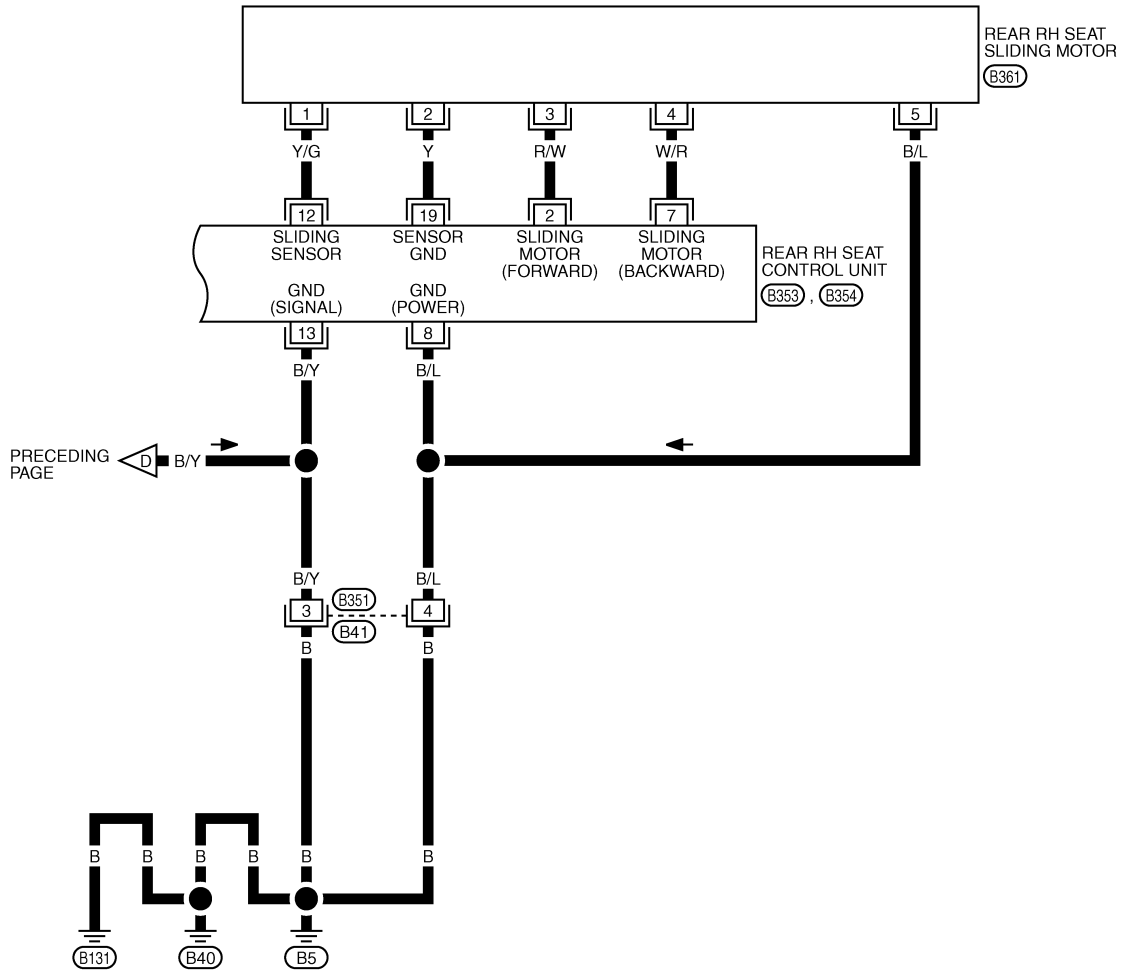 REAR RH SEAT
SLIDING MOTOR
B361
1 2 3 4 5
Y/G Y R/W W/R B/L
12 19 2 7
SLIDING
SENSOR
SENSOR
GND
SLIDING
MOTOR
(FORWARD)
SLIDING
MOTOR
(BACKWARD)
REAR RH SEAT
CONTROL UNIT
B353 , B354
GND
(SIGNAL)
GND
(POWER)
13 8
B/Y B/L
PRECEDING
PAGE
D B/Y
B/Y B/L
3 B351 4
B41
B B
B B B B B B
B131 B40 B5